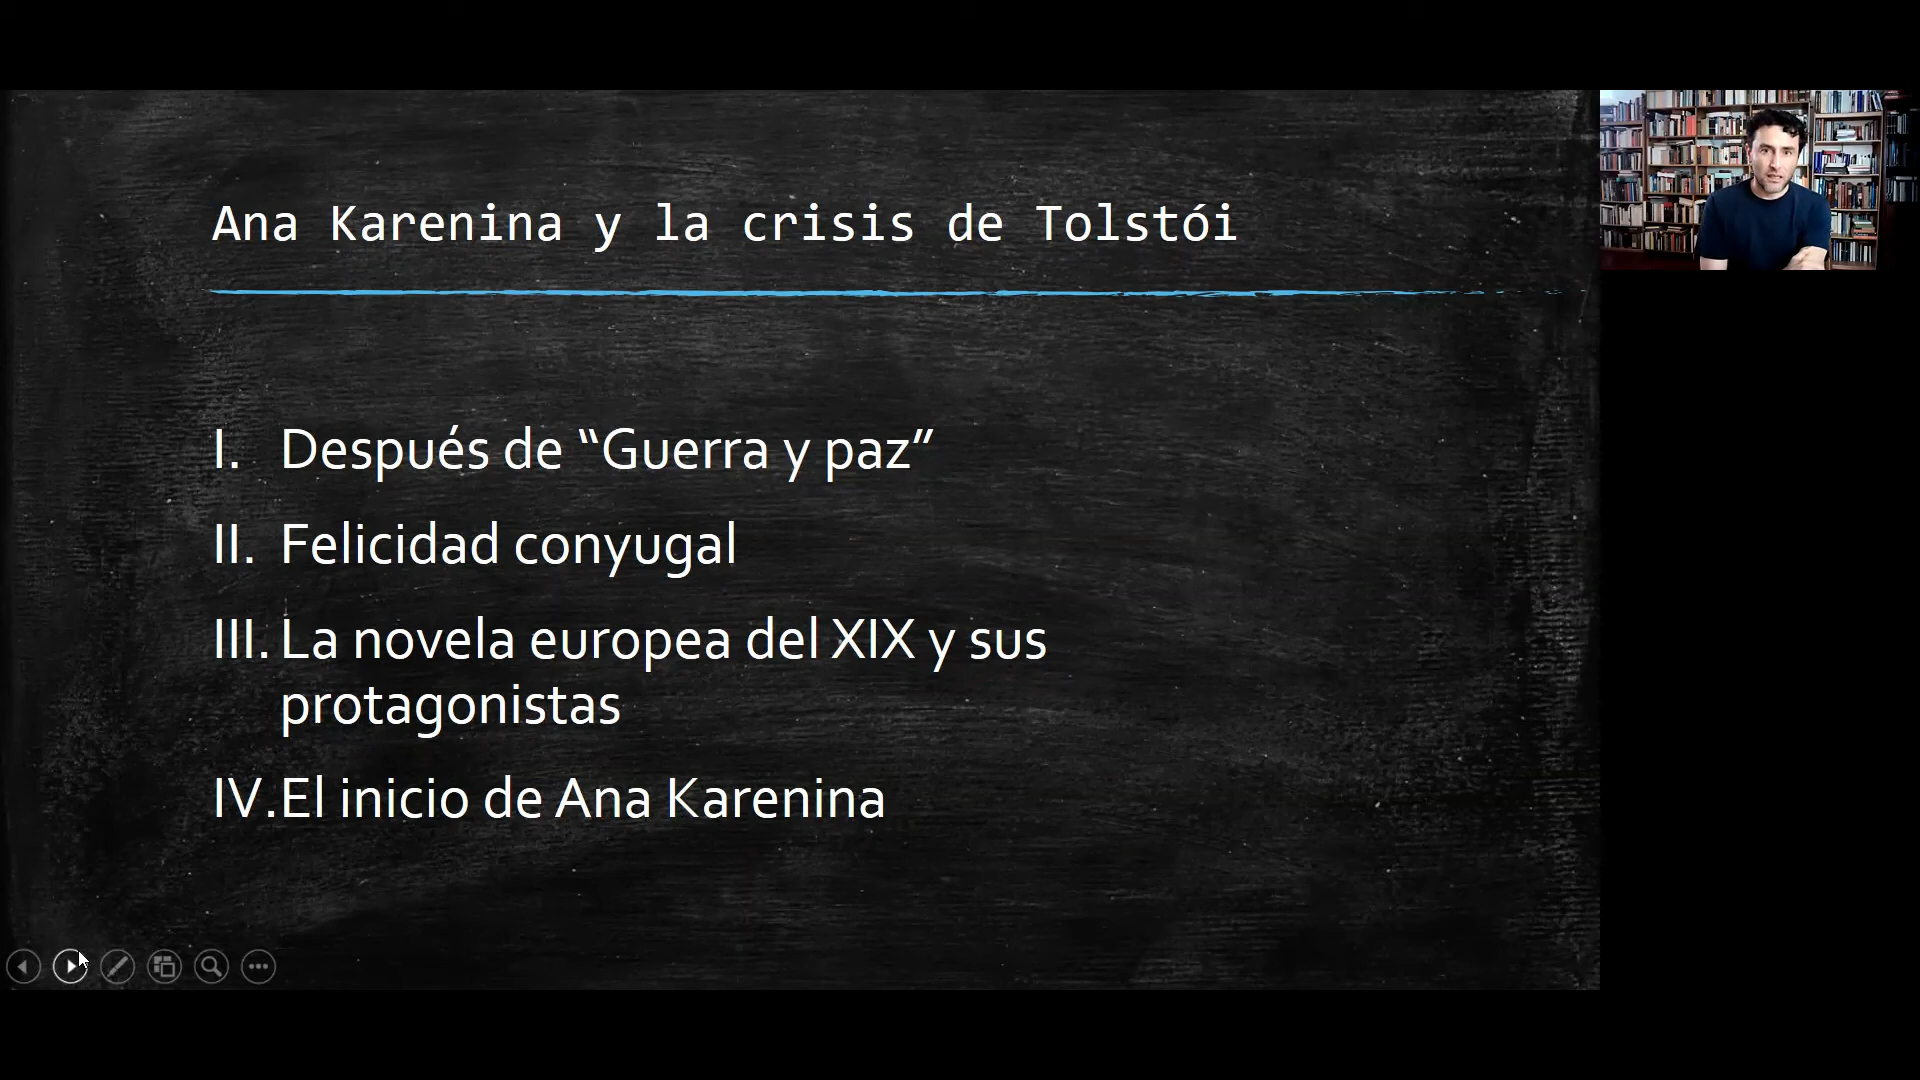 Ana Karenina y la crisis de Tolstói
I. Después de “Guerra y paz”
II. Felicidad conyugal
III. La novela europea del XIX y sus
protagonistas
IV. El inicio de Ana Karenina